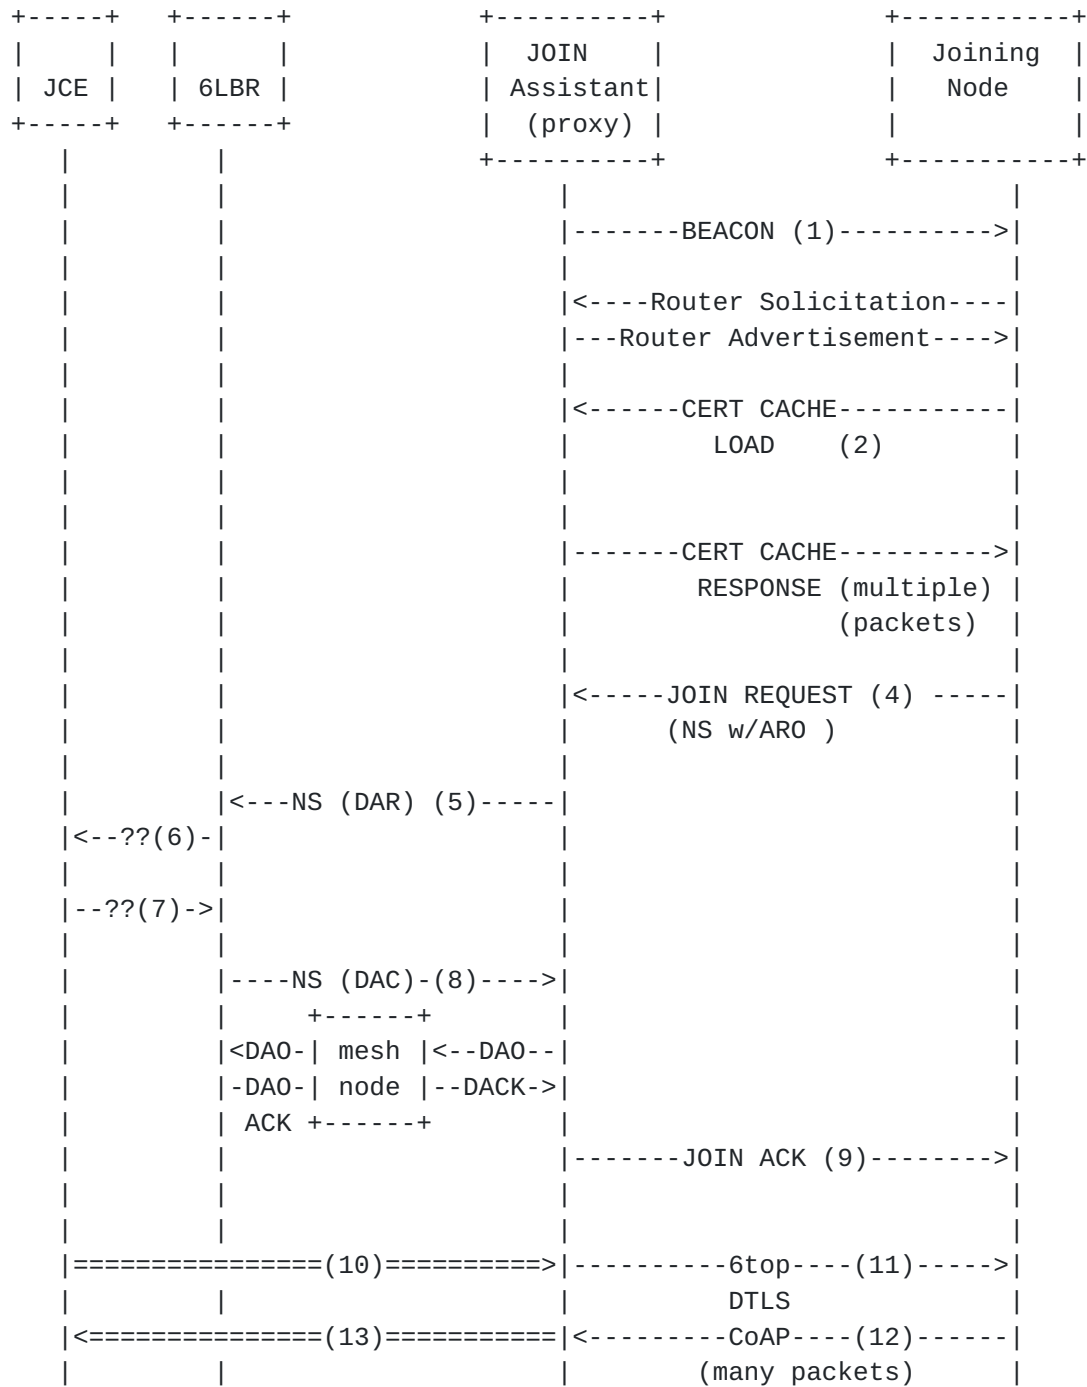 +-----+   +------+            +----------+              +-----------+
|     |   |      |            |   JOIN   |              |  Joining  |
| JCE |   | 6LBR |            | Assistant|              |   Node    |
+-----+   +------+            |  (proxy) |              |           |
   |         |                +----------+              +-----------+
   |         |                     |                            |
   |         |                     |-------BEACON (1)---------->|
   |         |                     |                            |
   |         |                     |<----Router Solicitation----|
   |         |                     |---Router Advertisement---->|
   |         |                     |                            |
   |         |                     |<------CERT CACHE-----------|
   |         |                     |         LOAD    (2)        |
   |         |                     |                            |
   |         |                     |                            |
   |         |                     |-------CERT CACHE---------->|
   |         |                     |        RESPONSE (multiple) |
   |         |                     |                 (packets)  |
   |         |                     |                            |
   |         |                     |<-----JOIN REQUEST (4) -----|
   |         |                     |      (NS w/ARO )           |
   |         |                     |                            |
   |         |<---NS (DAR) (5)-----|                            |
   |<--??(6)-|                     |                            |
   |         |                     |                            |
   |--??(7)->|                     |                            |
   |         |                     |                            |
   |         |----NS (DAC)-(8)---->|                            |
   |         |     +------+        |                            |
   |         |<DAO-| mesh |<--DAO--|                            |
   |         |-DAO-| node |--DACK->|                            |
   |         | ACK +------+        |                            |
   |         |                     |-------JOIN ACK (9)-------->|
   |         |                     |                            |
   |         |                     |                            |
   |================(10)==========>|----------6top----(11)----->|
   |         |                     |          DTLS              |
   |<===============(13)===========|<---------CoAP----(12)------|
   |         |                     |        (many packets)      |